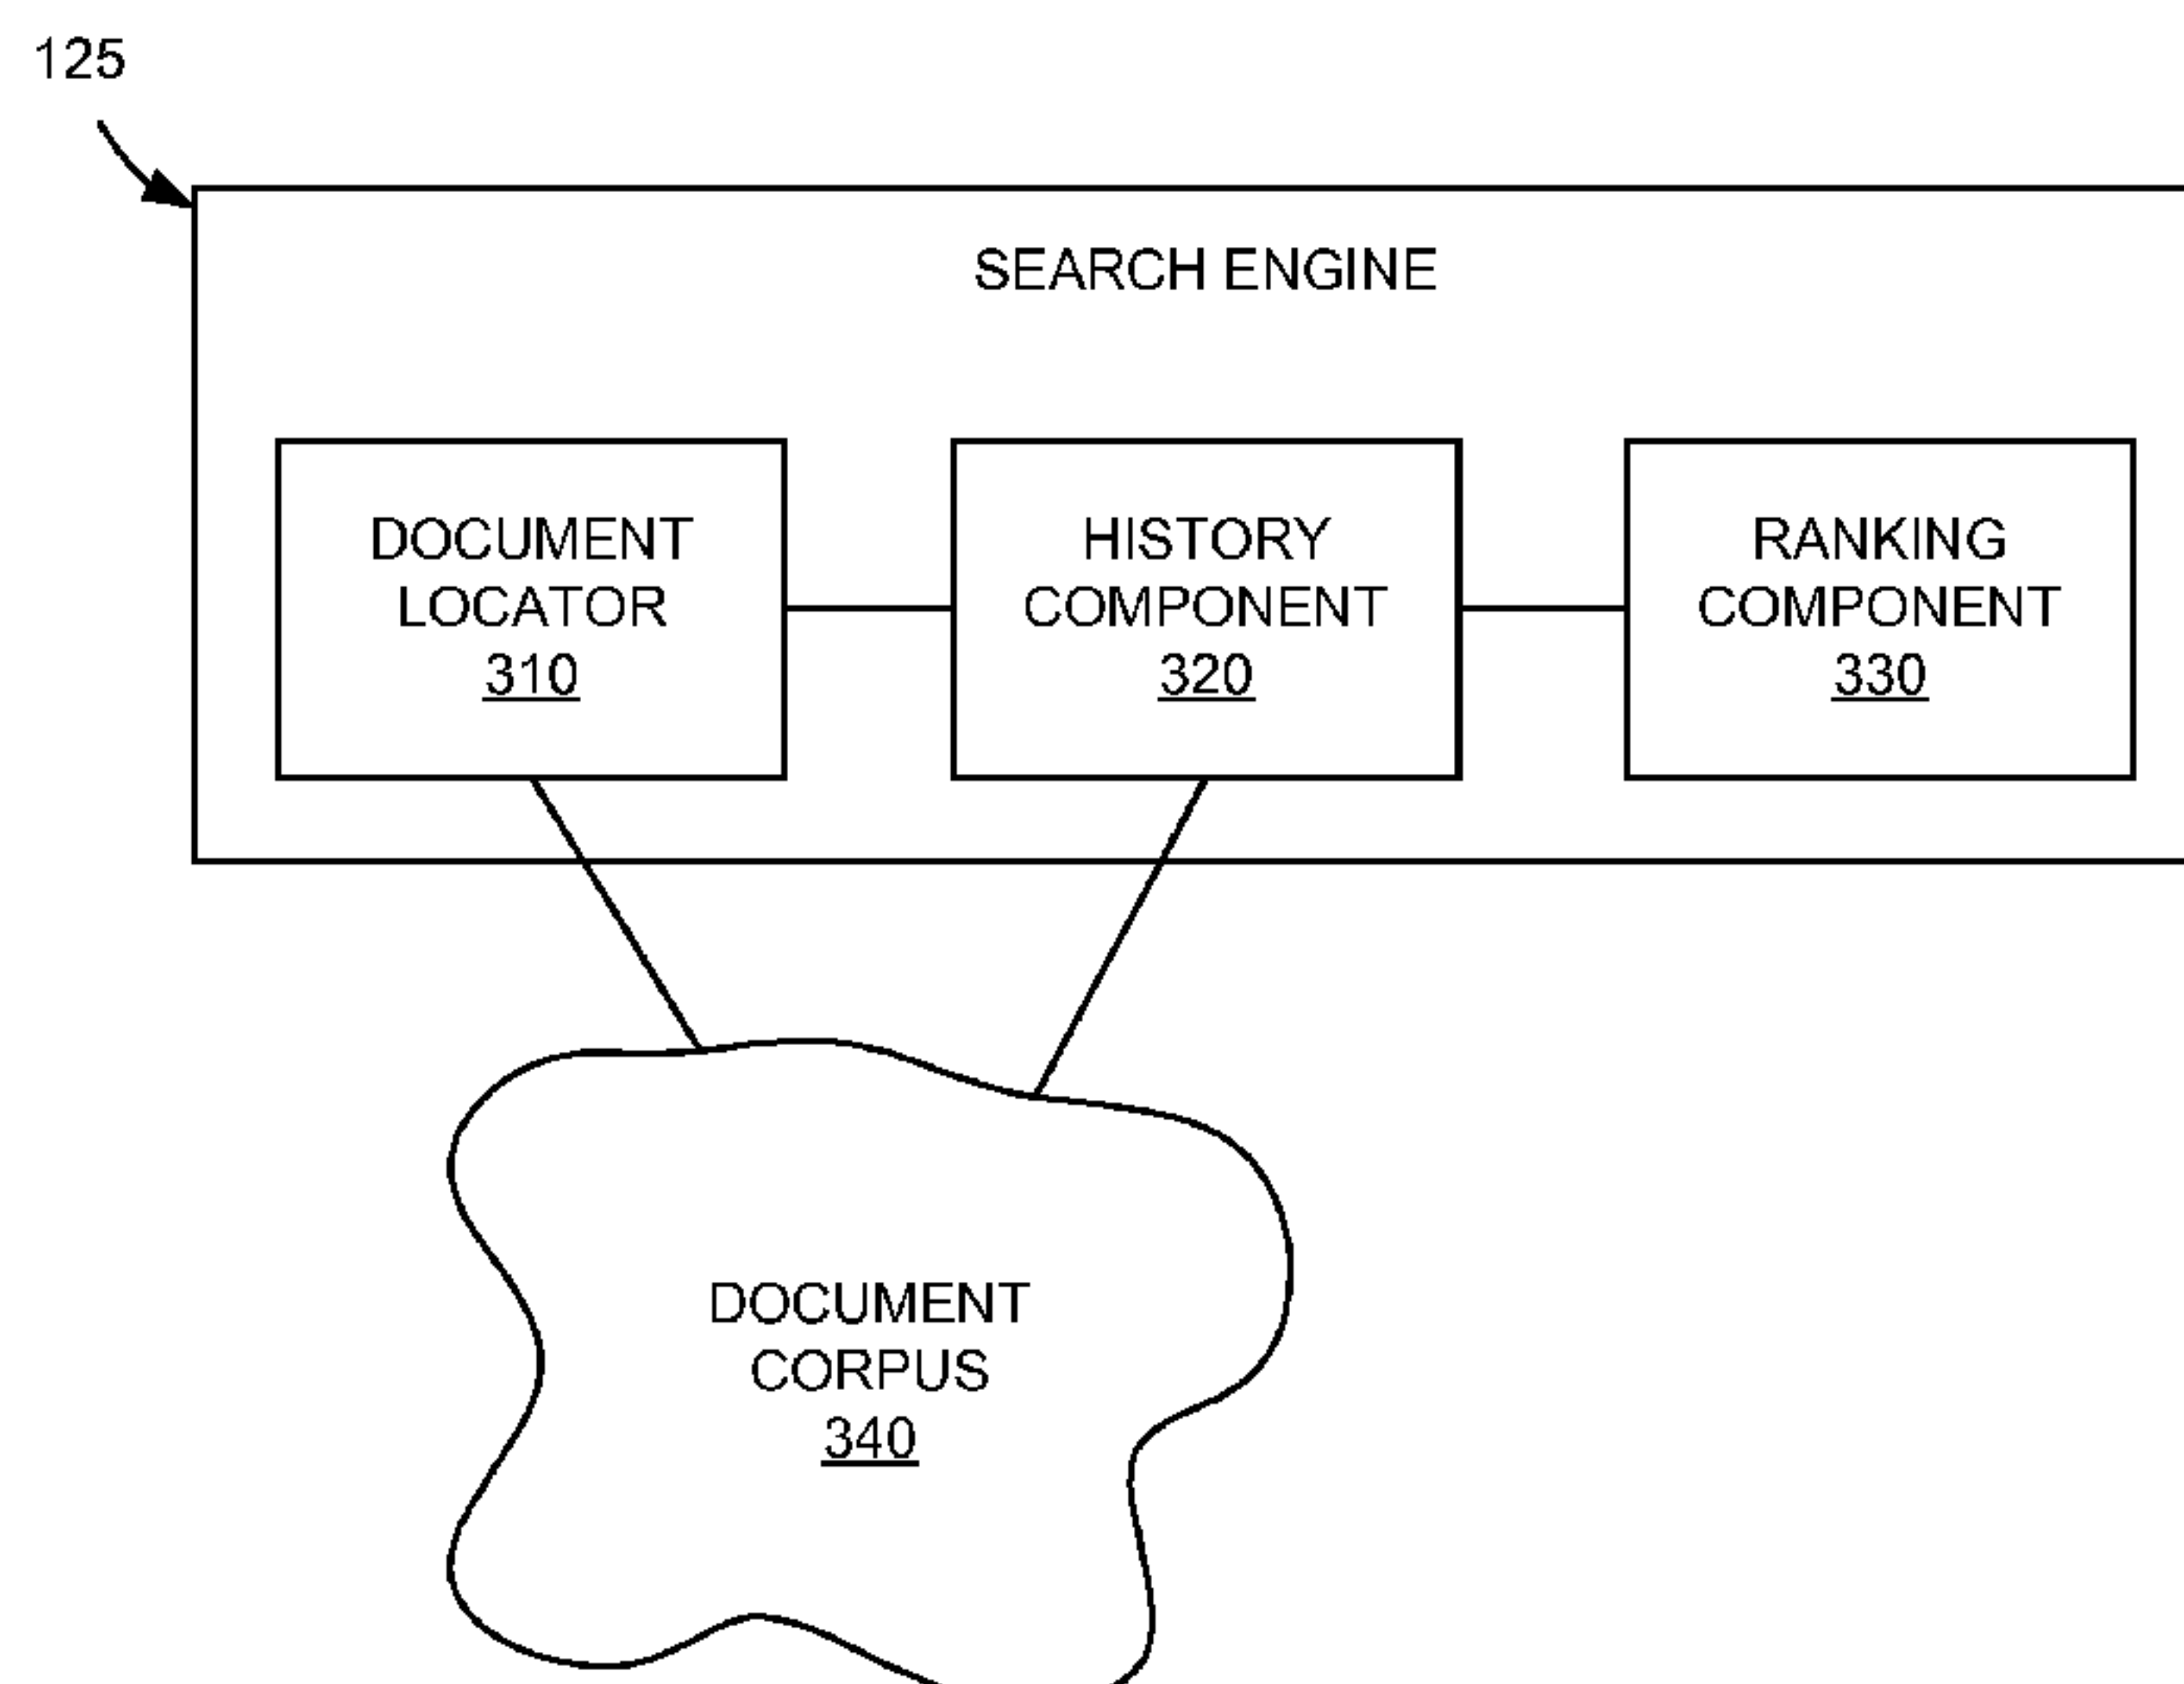 125
SEARCH ENGINE
DOCUMENT
LOCATOR
310
HISTORY
COMPONENT
320
RANKING
COMPONENT
330
DOCUMENT
CORPUS
340